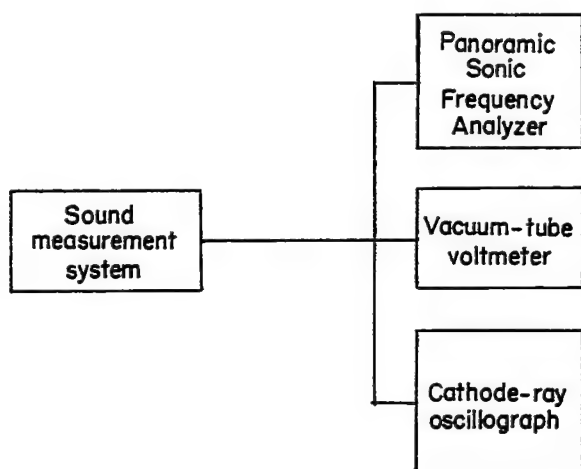 Panoramic
Sonic
Frequency
Analyzer
Sound
measurement
system
Vacuum-tube
voltmeter
Cathode-ray
oscillograph